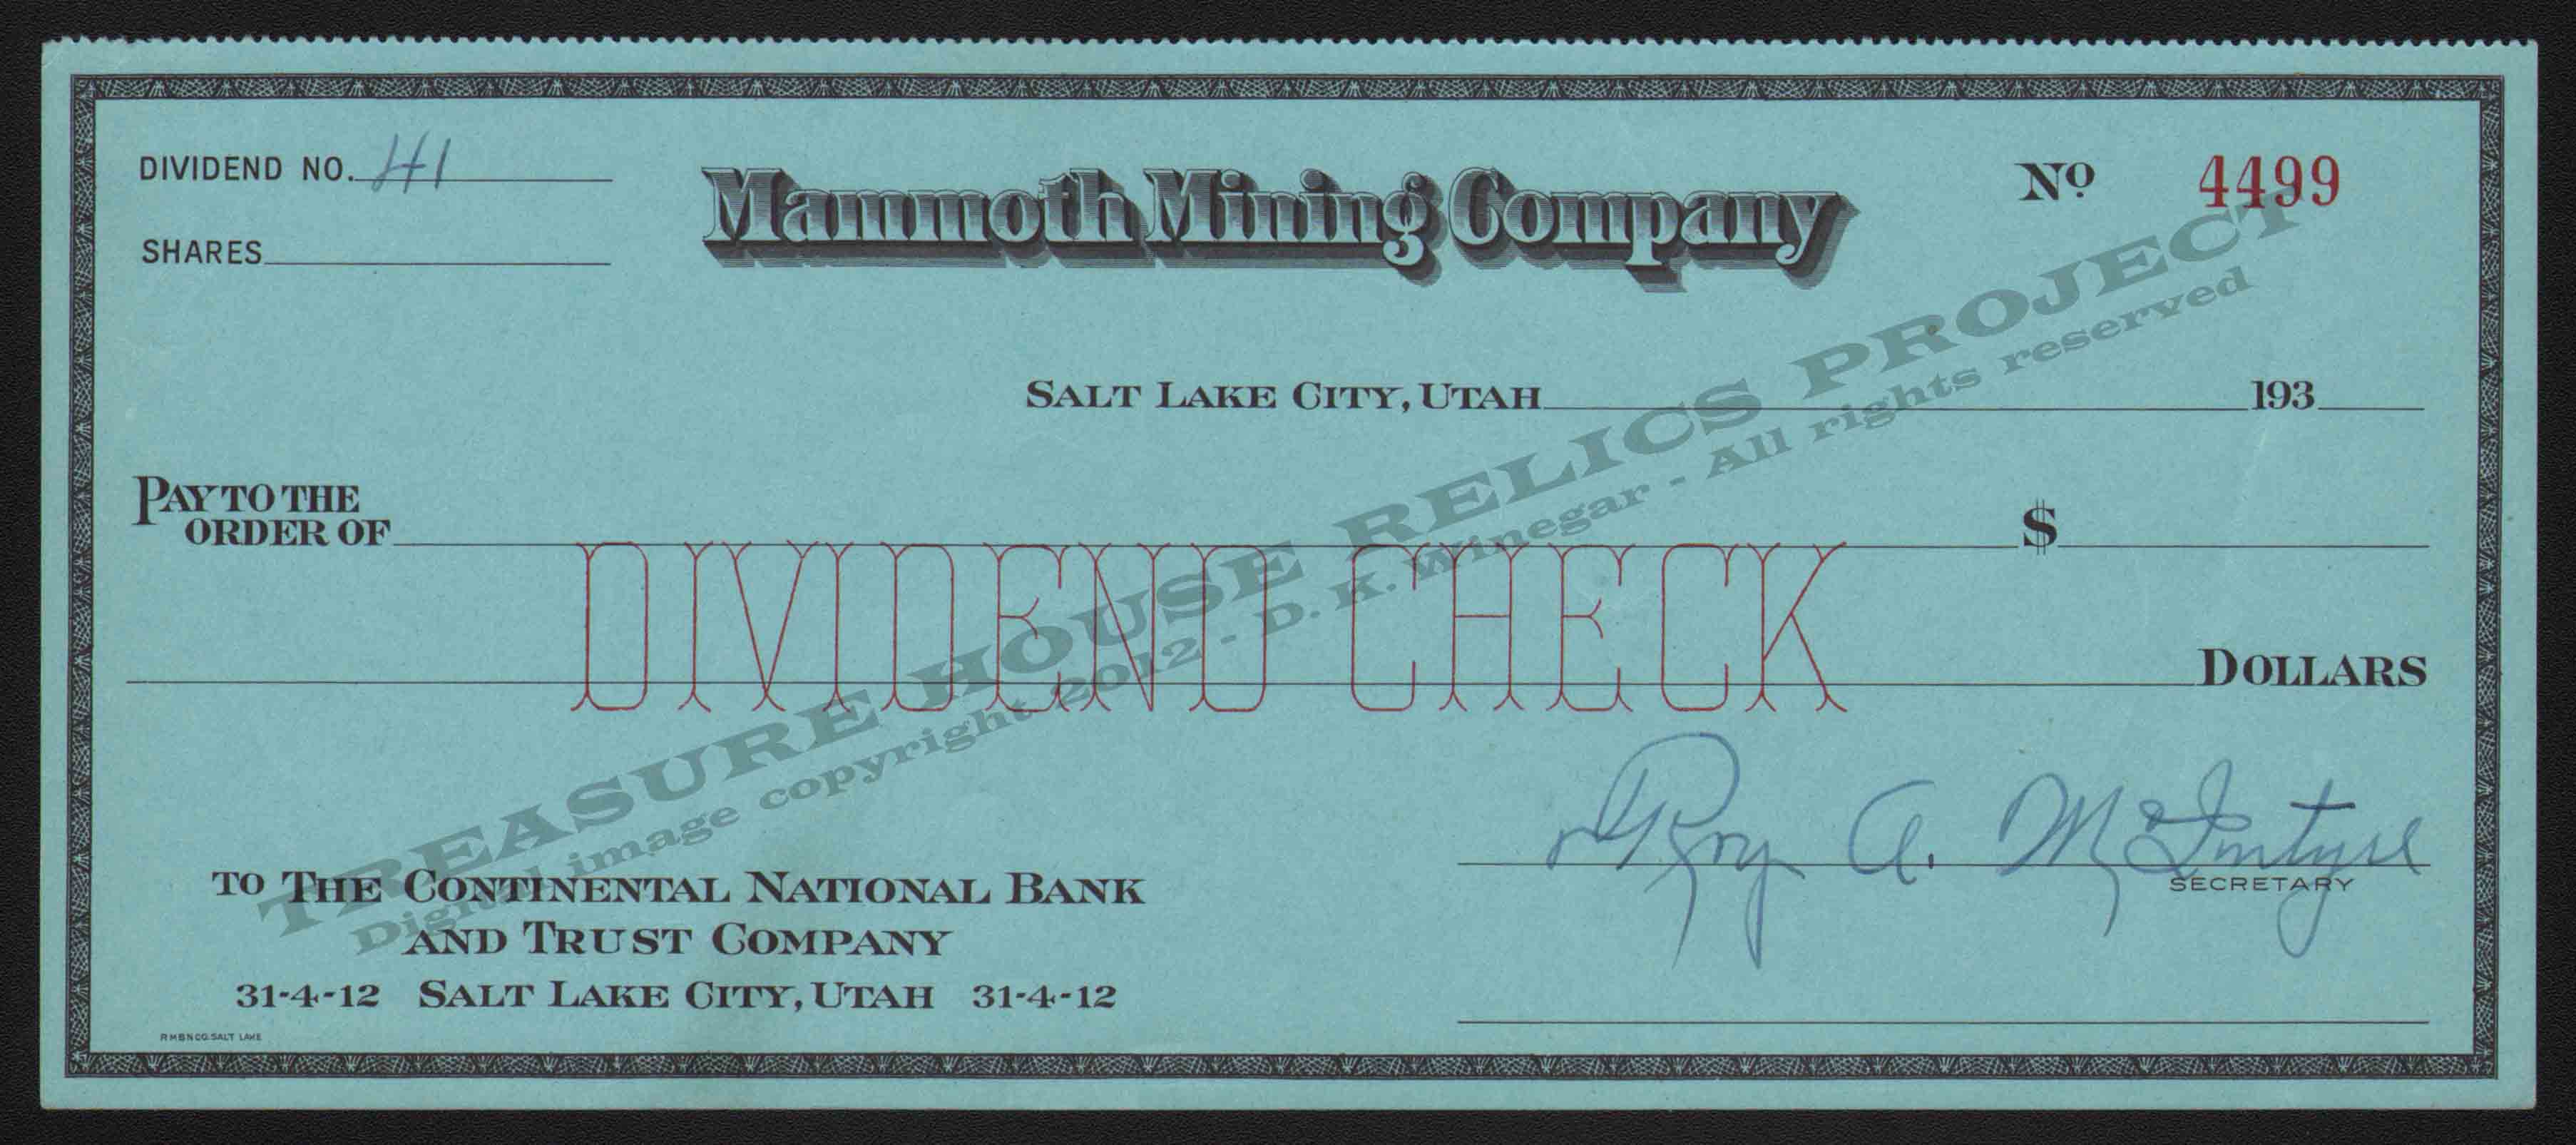 DIVIDEND NO. 41
Mammoth Mining Company
No 4499
SHARES
SALT LAKE CITY, UTAH 193
PAY TO THE
ORDER OF $
DIVIDEND CHECK
DOLLARS
Roy A. McIntyre
SECRETARY
TO THE CONTINENTAL NATIONAL BANK
AND TRUST COMPANY
31-4-12 SALT LAKE CITY, UTAH 31-4-12
TREASURE HOUSE RELICS PROJECT
Digital image copyright 2012 - D. K. Winegar - All rights reserved